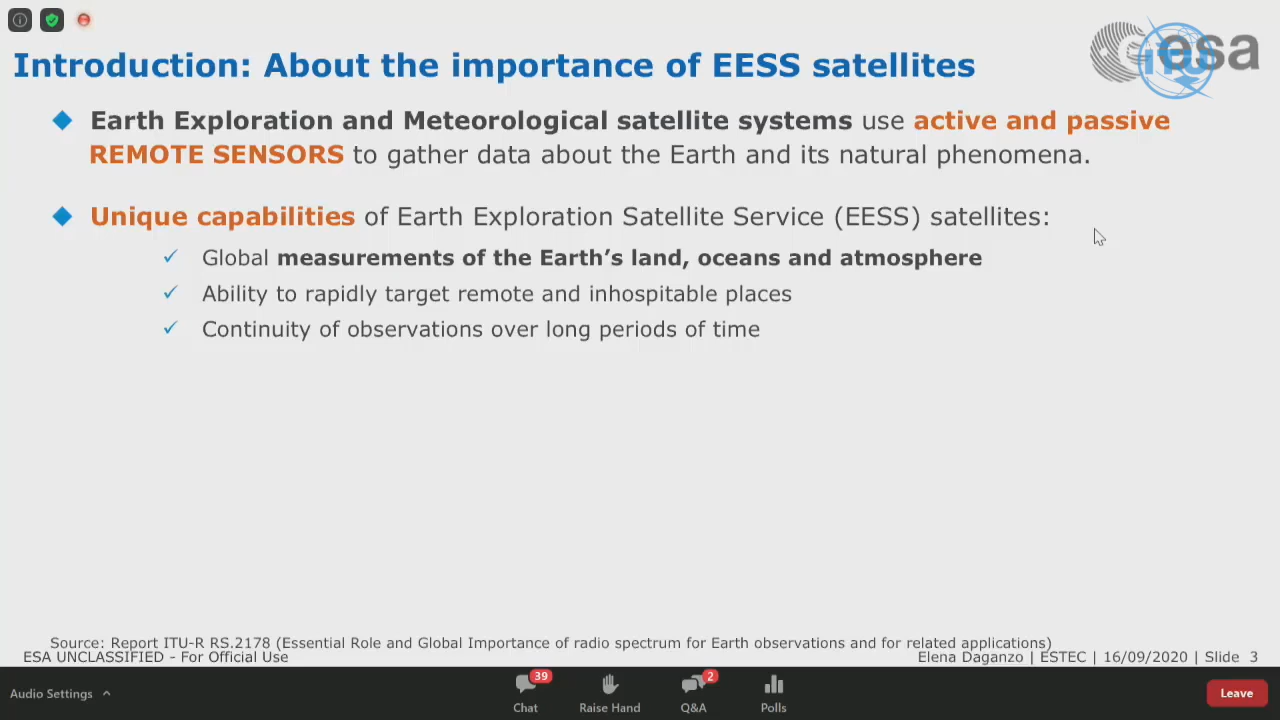 Introduction: About the importance of EESS satellites
esa
ITU
Earth Exploration and Meteorological satellite systems use active and passive
REMOTE SENSORS to gather data about the Earth and its natural phenomena.
Unique capabilities of Earth Exploration Satellite Service (EESS) satellites:
Global measurements of the Earth’s land, oceans and atmosphere
Ability to rapidly target remote and inhospitable places
Continuity of observations over long periods of time
Source: Report ITU-R RS.2178 (Essential Role and Global Importance of radio spectrum for Earth observations and for related applications)
ESA UNCLASSIFIED - For Official Use
Elena Daganzo | ESTEC | 16/09/2020 | Slide 3
Audio Settings
39
Chat
Raise Hand
2
Q&A
Polls
Leave